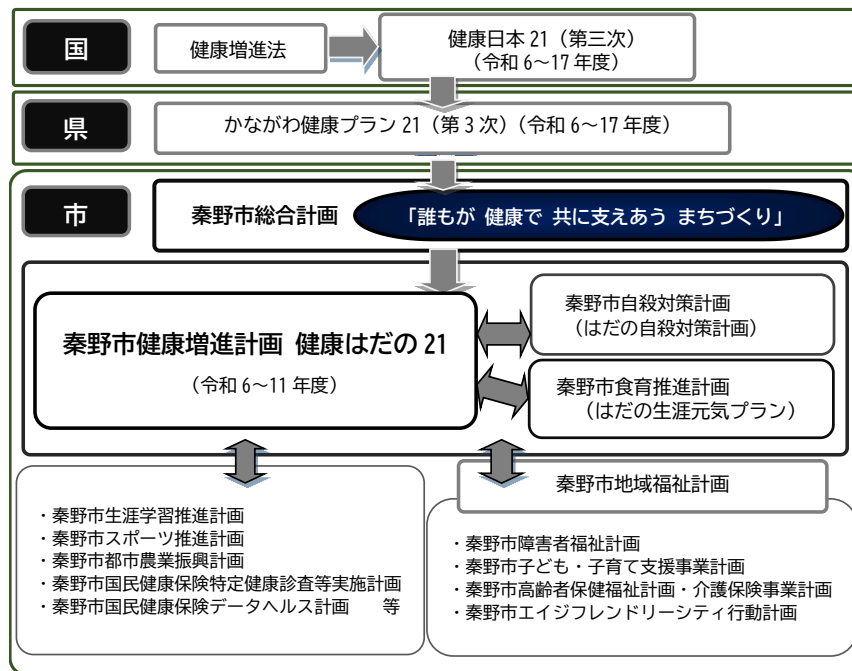 国
健康増進法
健康日本 21（第三次）
（令和 6～17 年度）
県
かながわ健康プラン 21（第 3 次）（令和 6～17 年度）
市
秦野市総合計画
「誰もが 健康で 共に支えあう まちづくり」
秦野市健康増進計画 健康はだの 21
（令和 6～11 年度）
秦野市自殺対策計画
（はだの自殺対策計画）
秦野市食育推進計画
（はだの生涯元気プラン）
・秦野市生涯学習推進計画
・秦野市スポーツ推進計画
・秦野市都市農業振興計画
・秦野市国民健康保険特定健康診査等実施計画
・秦野市国民健康保険データヘルス計画　　等
秦野市地域福祉計画
・秦野市障害者福祉計画
・秦野市子ども・子育て支援事業計画
・秦野市高齢者保健福祉計画・介護保険事業計画
・秦野市エイジフレンドリーシティ行動計画